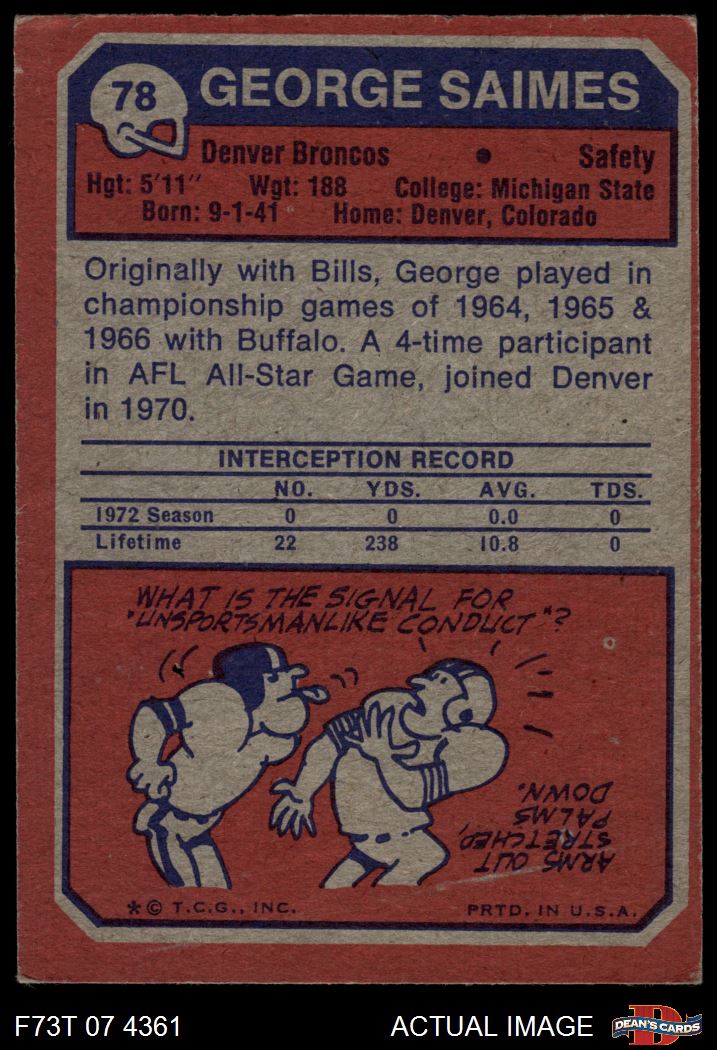 78
GEORGE SAIMES
Denver Broncos • Safety
Hgt: 5'11" Wgt: 188 College: Michigan State
Born: 9-1-41 Home: Denver, Colorado
Originally with Bills, George played in
championship games of 1964, 1965 &
1966 with Buffalo. A 4-time participant
in AFL All-Star Game, joined Denver
in 1970.
INTERCEPTION RECORD
NO. YDS. AVG. TDS.
1972 Season 0 0 0.0 0
Lifetime 22 238 10.8 0
WHAT IS THE SIGNAL FOR
"UNSPORTSMANLIKE CONDUCT"?
ARMS OUT
STRETCHED,
PALMS
DOWN.
* © T.C.G., INC. PRTD. IN U.S.A.
F73T 07 4361 ACTUAL IMAGE D DEAN'S CARDS